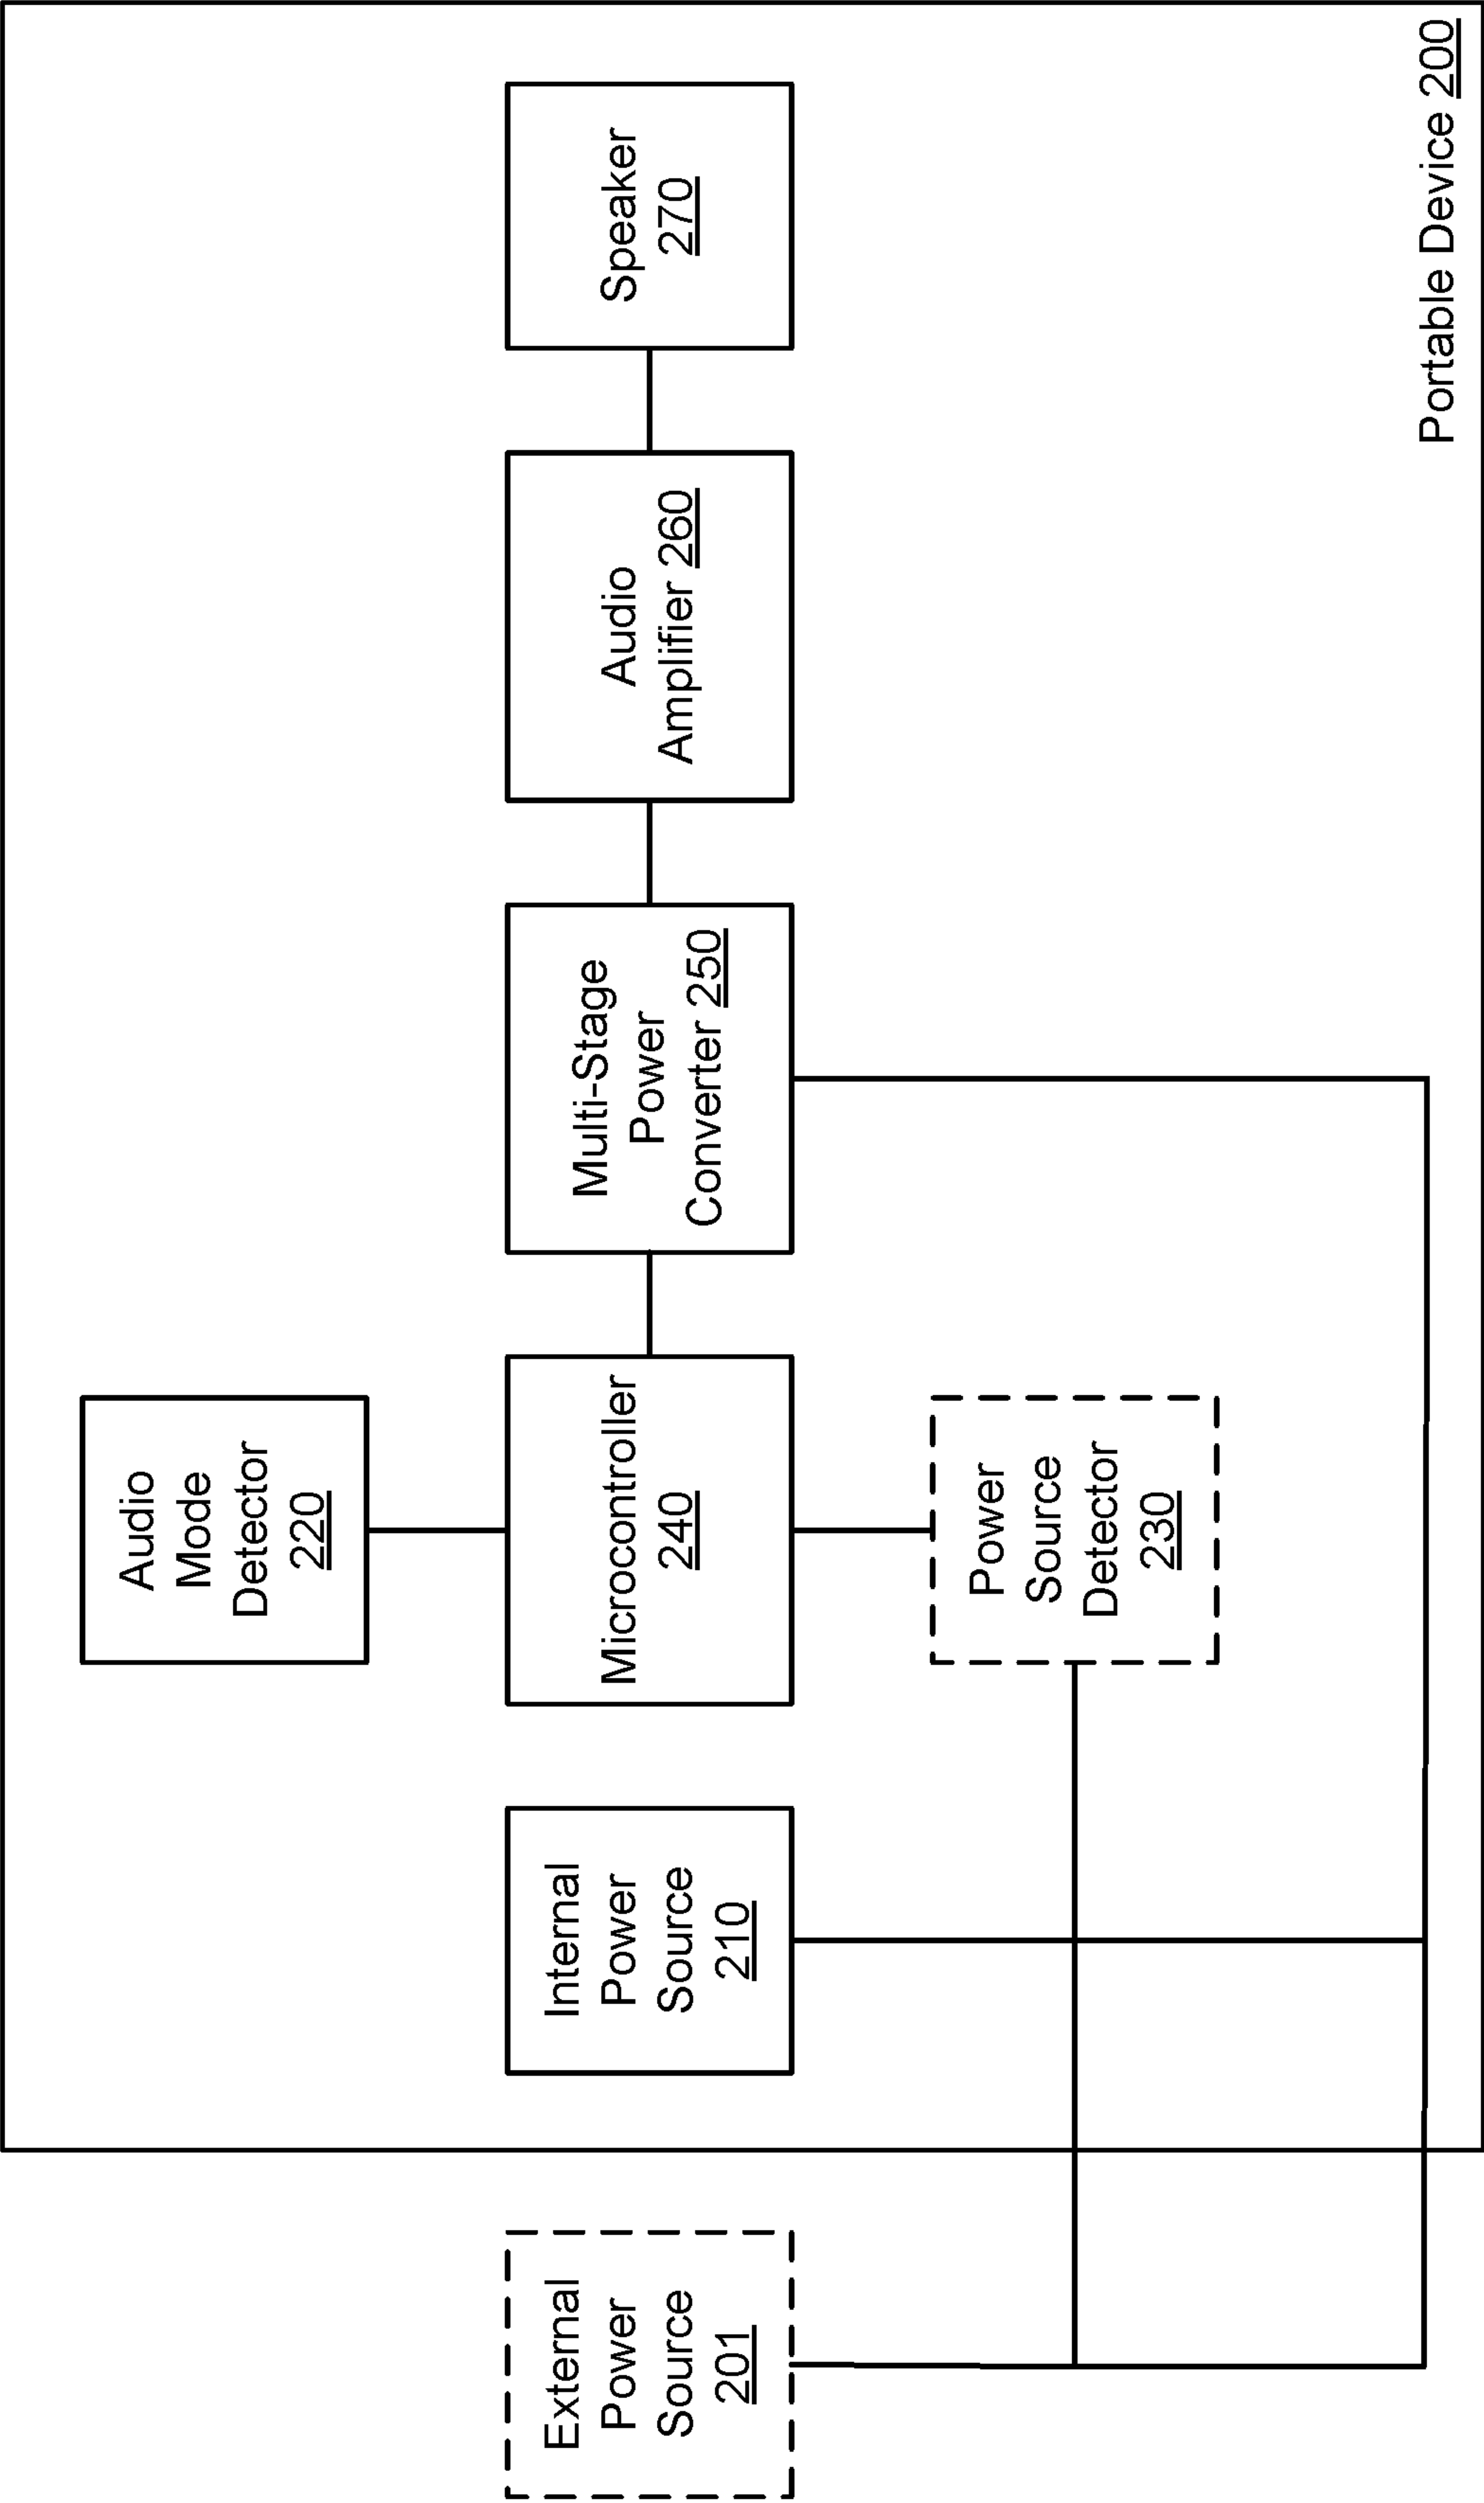 Audio
Mode
Detector
220
External
Power
Source
201
Internal
Power
Source
210
Microcontroller
240
Multi-Stage
Power
Converter 250
Audio
Amplifier 260
Speaker
270
Power
Source
Detector
230
Portable Device 200